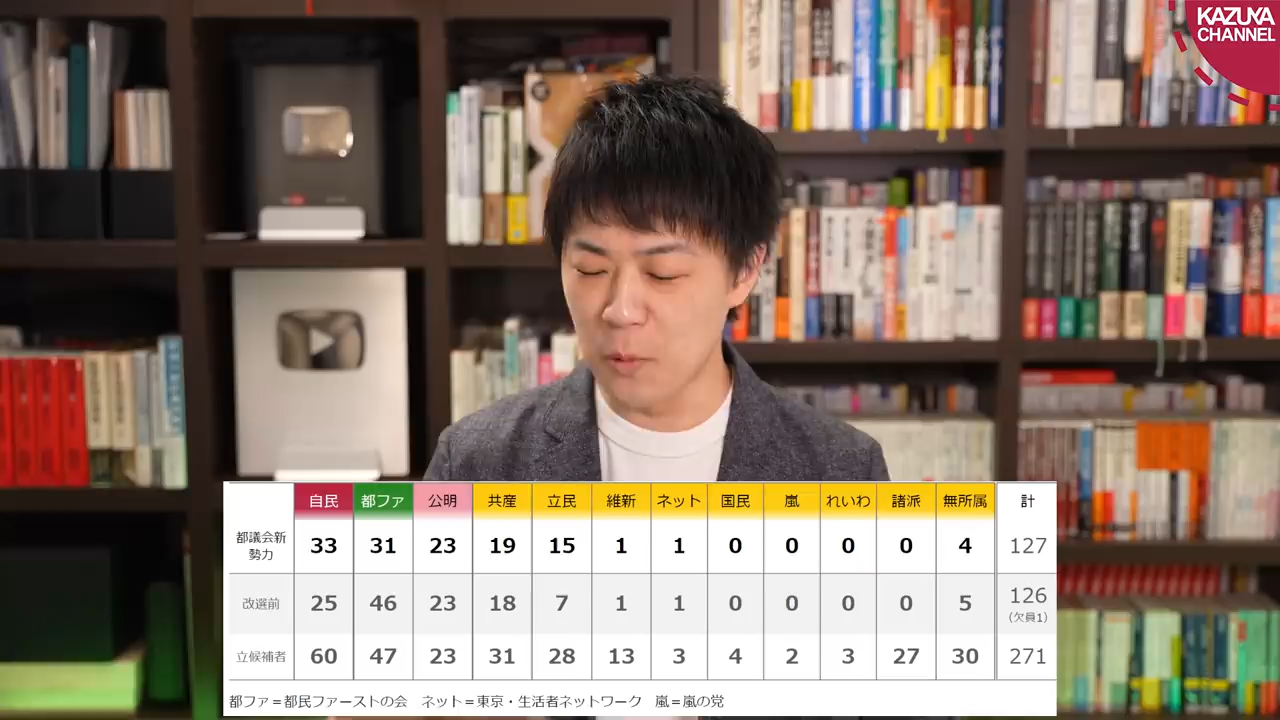 KAZUYA
CHANNEL
自民 都ファ 公明 共産 立民 維新 ネット 国民 嵐 れいわ 諸派 無所属 計
都議会新
勢力 33 31 23 19 15 1 1 0 0 0 0 4 127
改選前 25 46 23 18 7 1 1 0 0 0 0 5 126
(欠員1)
立候補者 60 47 23 31 28 13 3 4 2 3 27 30 271
都ファ=都民ファーストの会 ネット=東京・生活者ネットワーク 嵐=嵐の党